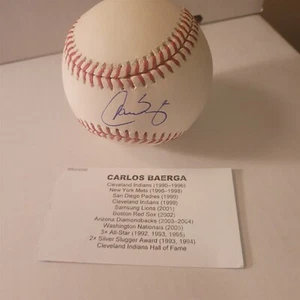 CARLOS BAERGA
Cleveland Indians (1990-1996)
New York Mets (1996-1998)
San Diego Padres (1999)
Cleveland Indians (1999)
Samsung Lions (2001)
Boston Red Sox (2002)
Arizona Diamondbacks (2003-2004)
Washington Nationals (2005)
3× All-Star (1992, 1993, 1995)
2× Silver Slugger Award (1993, 1994)
Cleveland Indians Hall of Fame